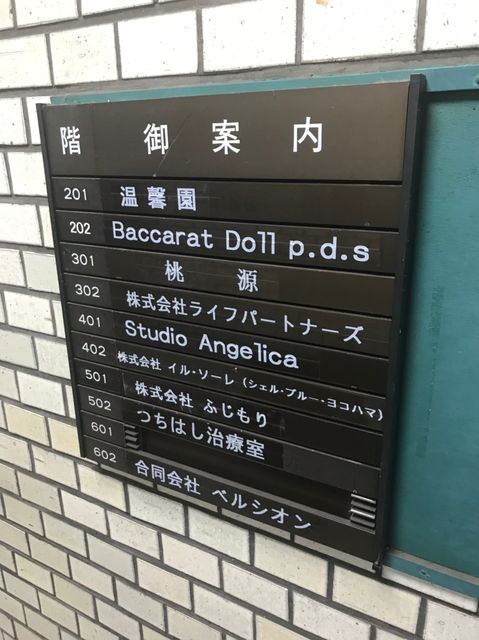 階 御案内
201 温馨園
202 Baccarat Doll p.d.s
301 桃源
302 株式会社ライフパートナーズ
401 Studio Angelica
402 株式会社 イル・ソーレ (シェル・ブルー・ヨコハマ)
501 株式会社 ふじもり
502 つちはし治療室
601
602 合同会社 ペルシオン